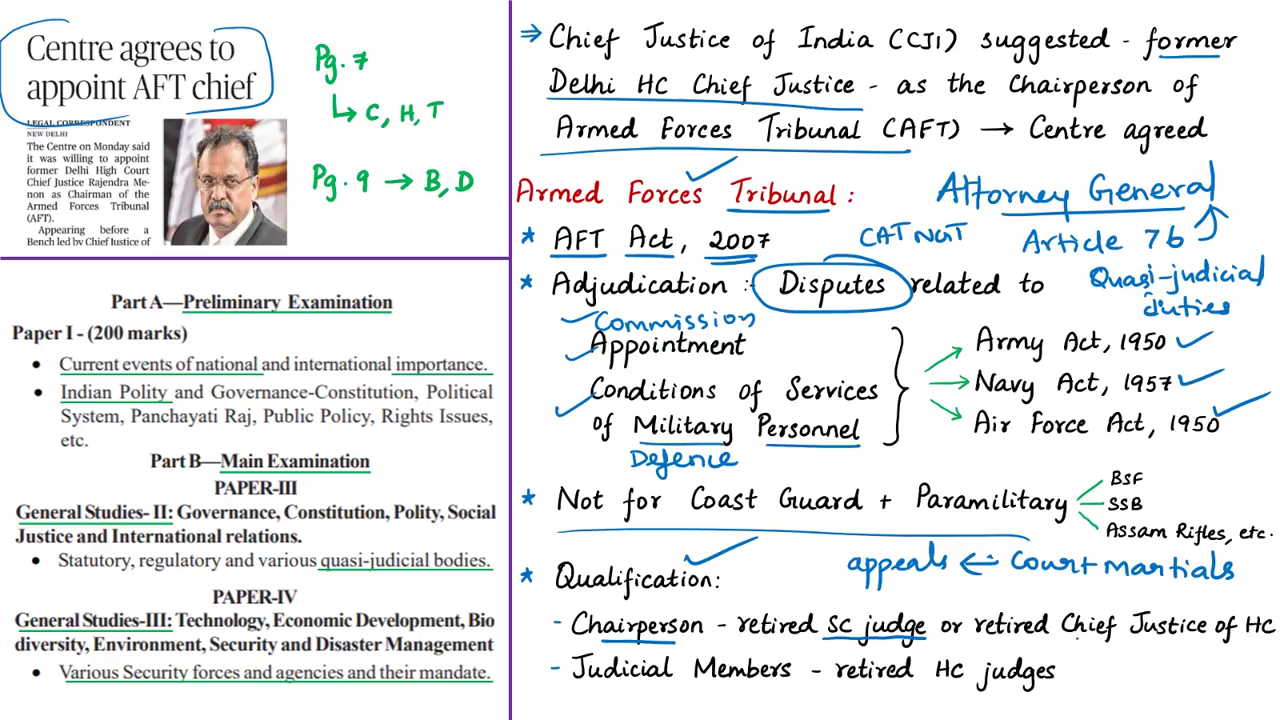 Centre agrees to
appoint AFT chief
LEGAL CORRESPONDENT
NEW DELHI
The Centre on Monday said
it was willing to appoint
former Delhi High Court
Chief Justice Rajendra Me-
non as Chairman of the
Armed Forces Tribunal
(AFT).
Appearing before a
Bench led by Chief Justice of
Pg. 7
↳ C, H, T
Pg. 9 → B, D
Part A—Preliminary Examination
Paper I - (200 marks)
• Current events of national and international importance.
• Indian Polity and Governance-Constitution, Political
System, Panchayati Raj, Public Policy, Rights Issues,
etc.
Part B—Main Examination
PAPER-III
General Studies- II: Governance, Constitution, Polity, Social
Justice and International relations.
• Statutory, regulatory and various quasi-judicial bodies.
PAPER-IV
General Studies-III: Technology, Economic Development, Bio
diversity, Environment, Security and Disaster Management
• Various Security forces and agencies and their mandate.
⇒ Chief Justice of India (CJI) suggested - former
Delhi HC Chief Justice - as the Chairperson of
Armed Forces Tribunal (AFT) → Centre agreed
Armed Forces Tribunal :
Attorney General
Article 76
* AFT Act, 2007
CAT NGT
* Adjudication : Disputes related to
Quasi-judicial
duties
Commission
Appointment
Conditions of Services
of Military Personnel
Defence
Army Act, 1950
Navy Act, 1957
Air Force Act, 1950
* Not for Coast Guard + Paramilitary
BSF
SSB
Assam Rifles, etc.
appeals ← Court martials
* Qualification:
- Chairperson - retired SC judge or retired Chief Justice of HC
- Judicial Members - retired HC judges